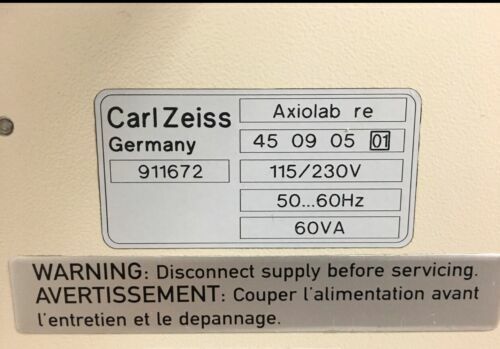 Carl Zeiss
Germany
911672
Axiolab re
45 09 05 01
115/230V
50...60Hz
60VA
WARNING: Disconnect supply before servicing.
AVERTISSEMENT: Couper l'alimentation avant
l'entretien et le depannage.